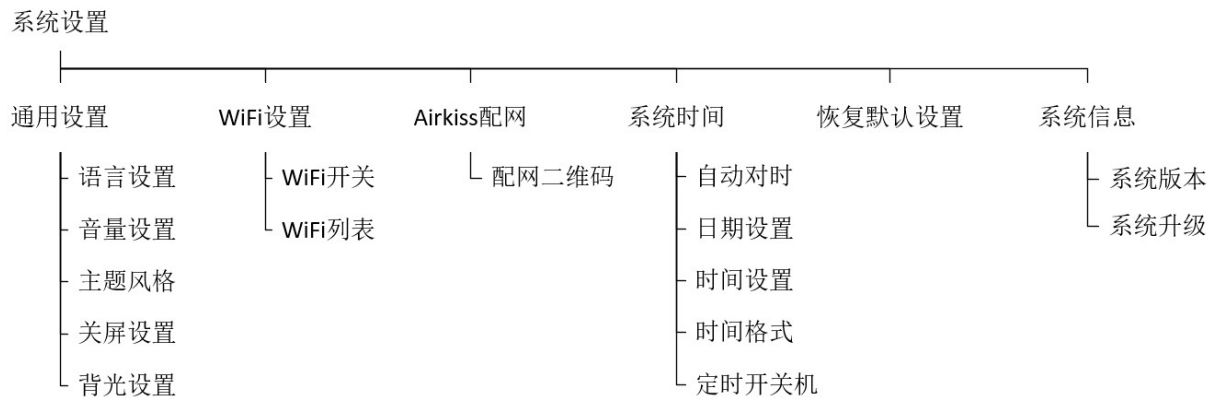 系统设置
通用设置 WiFi设置 Airkiss配网 系统时间 恢复默认设置 系统信息
语言设置 WiFi开关 配网二维码 自动对时 系统版本
音量设置 WiFi列表 日期设置 系统升级
主题风格 时间设置
关屏设置 时间格式
背光设置 定时开关机